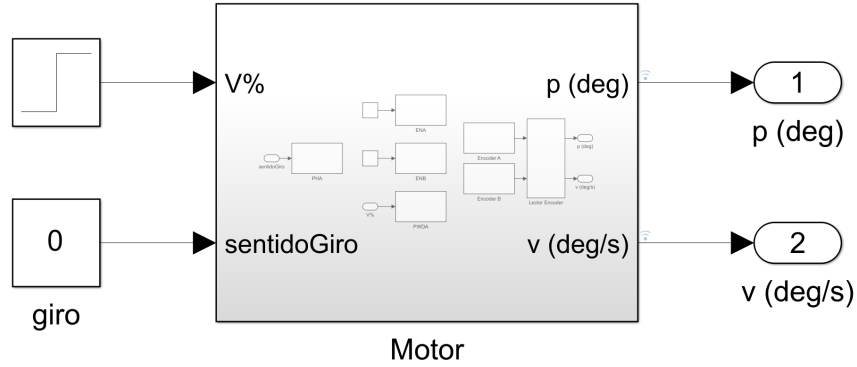 V%
p (deg)
1
p (deg)
ENA
sentidoGiro
PHA
ENB
Encoder A
p (deg)
V%
PWDA
Encoder B
v (deg/s)
Lector Encoder
0
giro
sentidoGiro
v (deg/s)
2
v (deg/s)
Motor